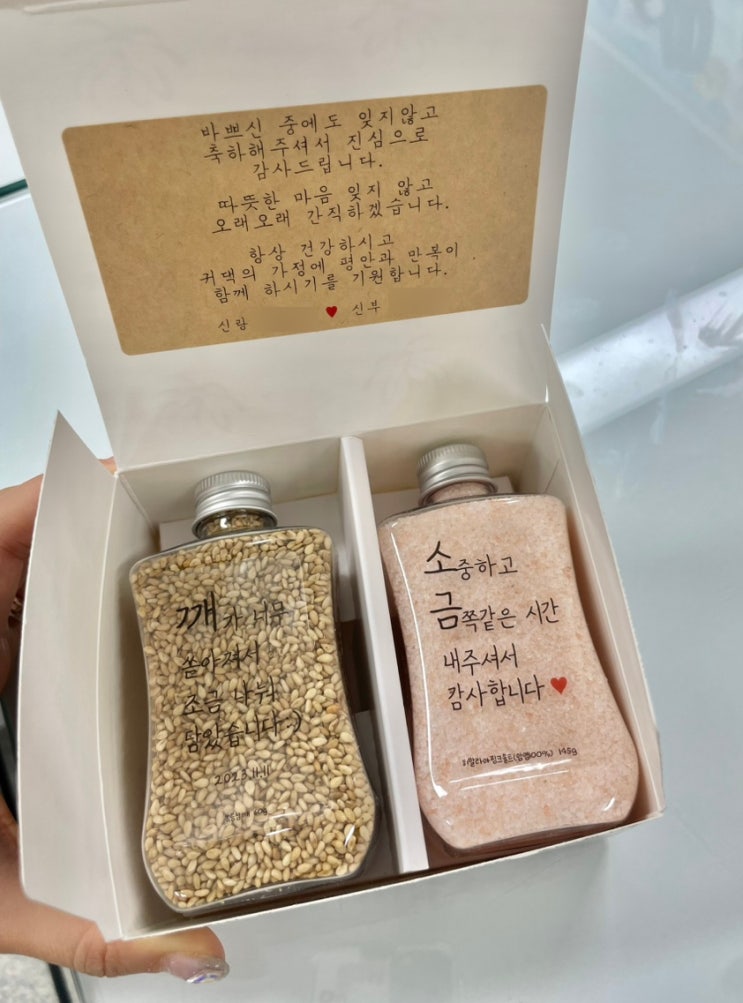 바쁘신 중에도 잊지않고
축하해주셔서 진심으로
감사드립니다.
따뜻한 마음 잊지 않고
오래오래 간직하겠습니다.
항상 건강하시고
귀댁의 가정에 평안과 만복이
함께 하시기를 기원합니다.
신랑 ♥ 신부
깨가 너무
쏟아져서
조금 나눠
담았습니다:)
2023.11.11
소중하고
금쪽같은 시간
내주셔서
캄사합니다♥
145g